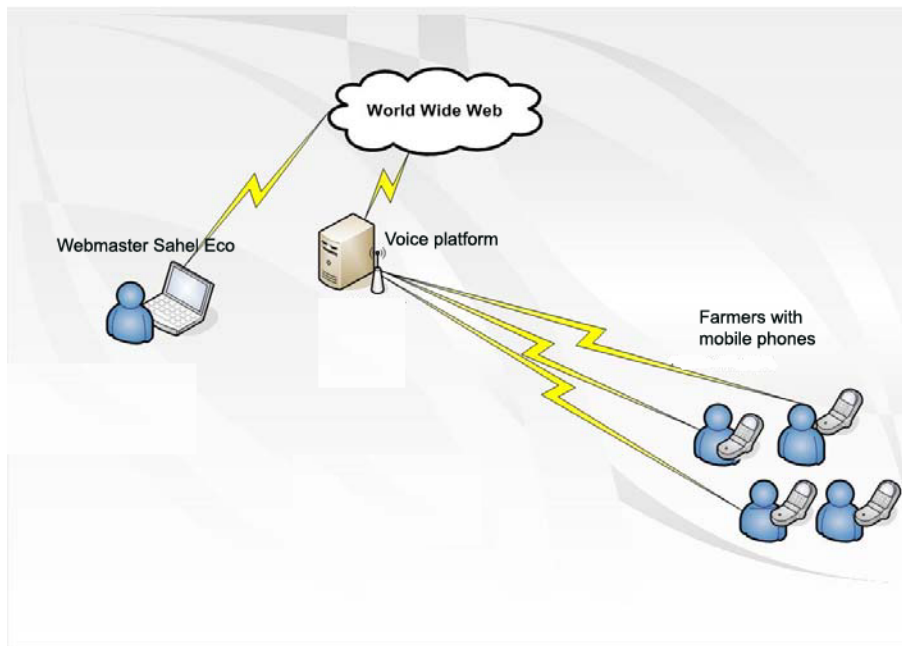 World Wide Web
Webmaster Sahel Eco
Voice platform
Farmers with
mobile phones